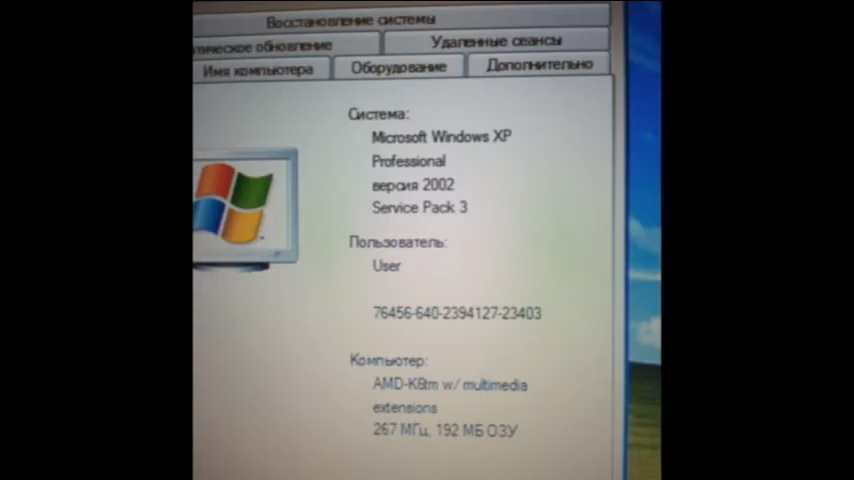 Восстановление системы
тическое обновление
Удаленные сеансы
Имя компьютера
Оборудование
Дополнительно
Система:
Microsoft Windows XP
Professional
версия 2002
Service Pack 3
Пользователь:
User
76456-640-2394127-23403
Компьютер:
AMD-K6tm w/ multimedia
extensions
267 МГц, 192 МБ ОЗУ